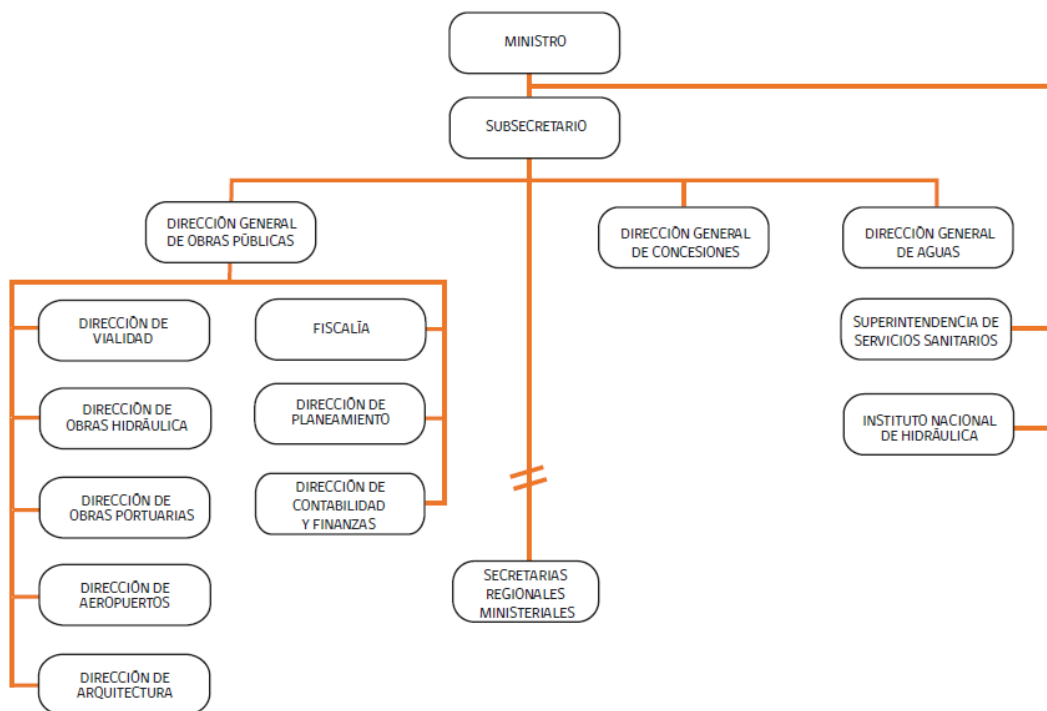 MINISTRO
SUBSECRETARIO
DIRECCIÓN GENERAL
DE OBRAS PÚBLICAS
DIRECCIÓN GENERAL
DE CONCESIONES
DIRECCIÓN GENERAL
DE AGUAS
DIRECCIÓN DE
VIALIDAD
FISCALÍA
SUPERINTENDENCIA DE
SERVICIOS SANITARIOS
DIRECCIÓN DE
OBRAS HIDRÁULICA
DIRECCIÓN DE
PLANEAMIENTO
INSTITUTO NACIONAL
DE HIDRÁULICA
DIRECCIÓN DE
OBRAS PORTUARIAS
DIRECCIÓN DE
CONTABILIDAD
Y FINANZAS
DIRECCIÓN DE
AEROPUERTOS
SECRETARIAS
REGIONALES
MINISTERIALES
DIRECCIÓN DE
ARQUITECTURA